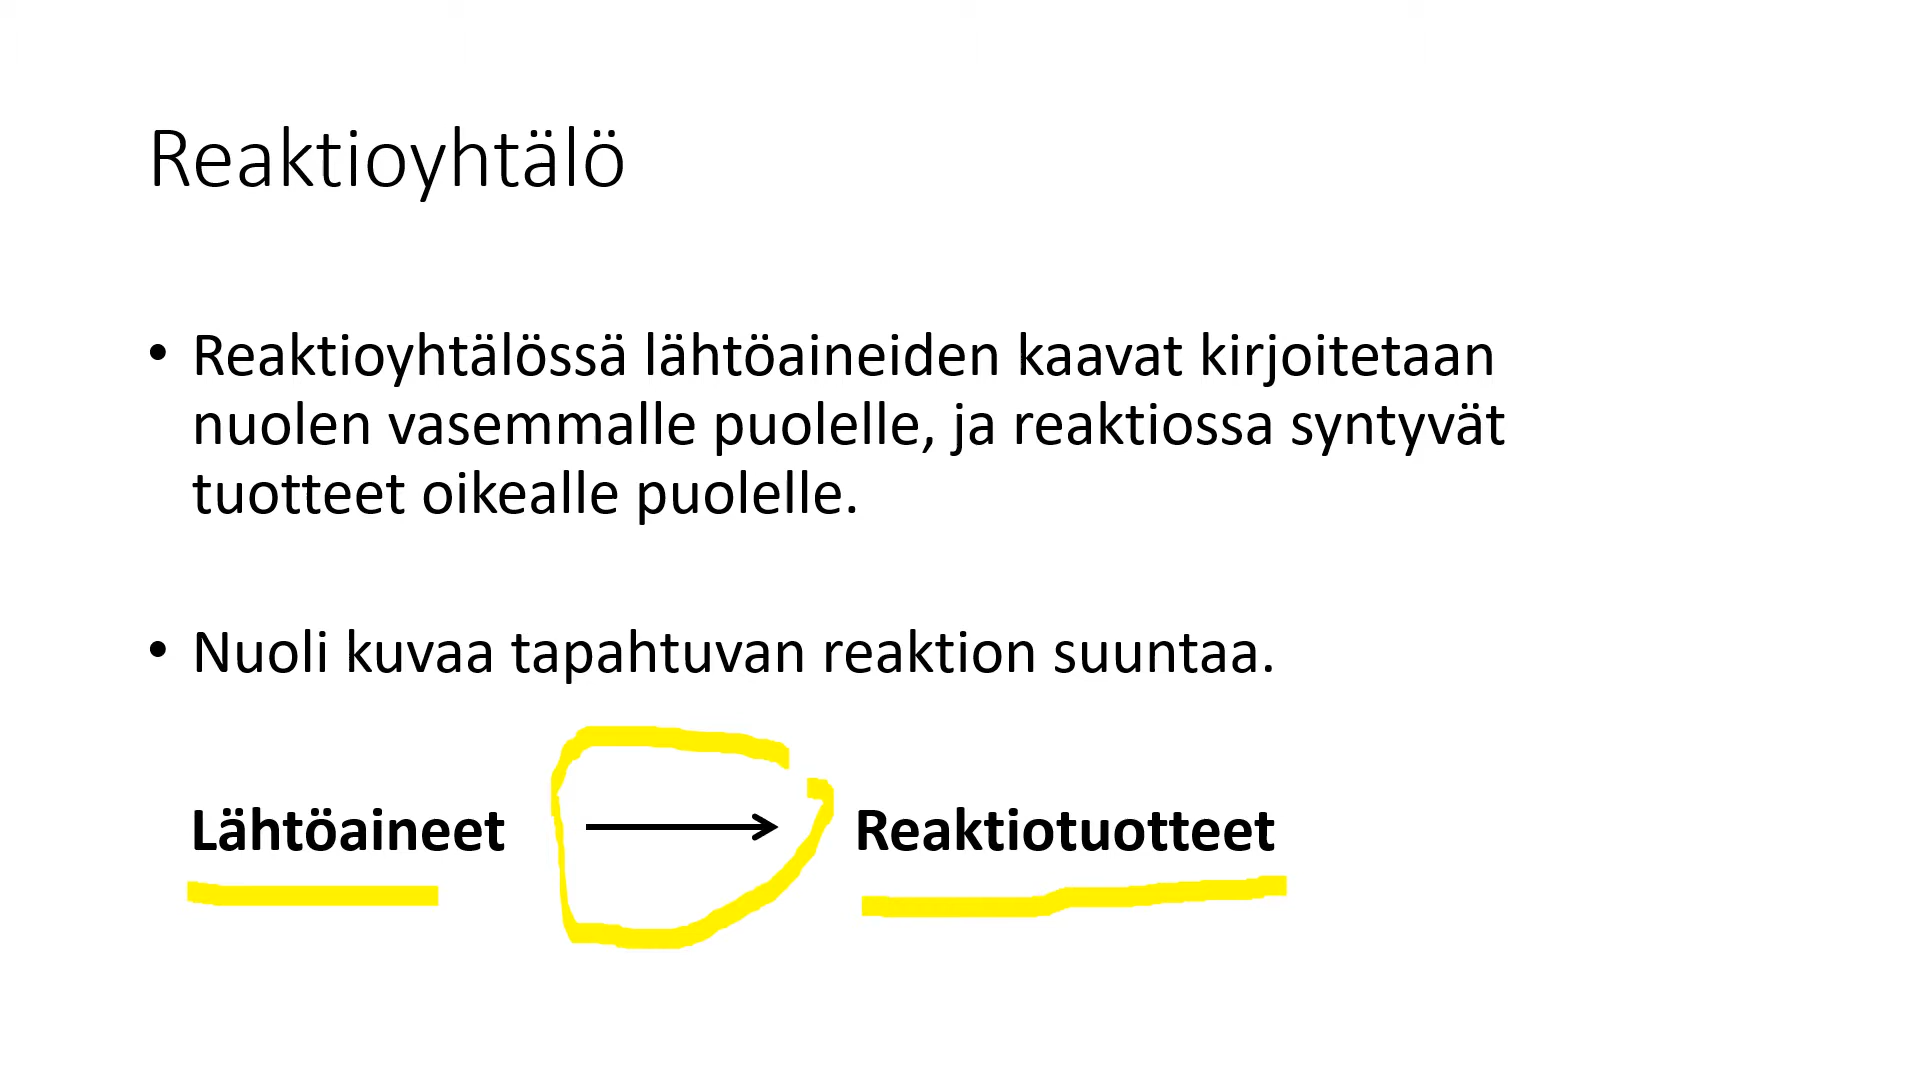 Reaktioyhtälö
• Reaktioyhtälössä lähtöaineiden kaavat kirjoitetaan
nuolen vasemmalle puolelle, ja reaktiossa syntyvät
tuotteet oikealle puolelle.
• Nuoli kuvaa tapahtuvan reaktion suuntaa.
Lähtöaineet → Reaktiotuotteet